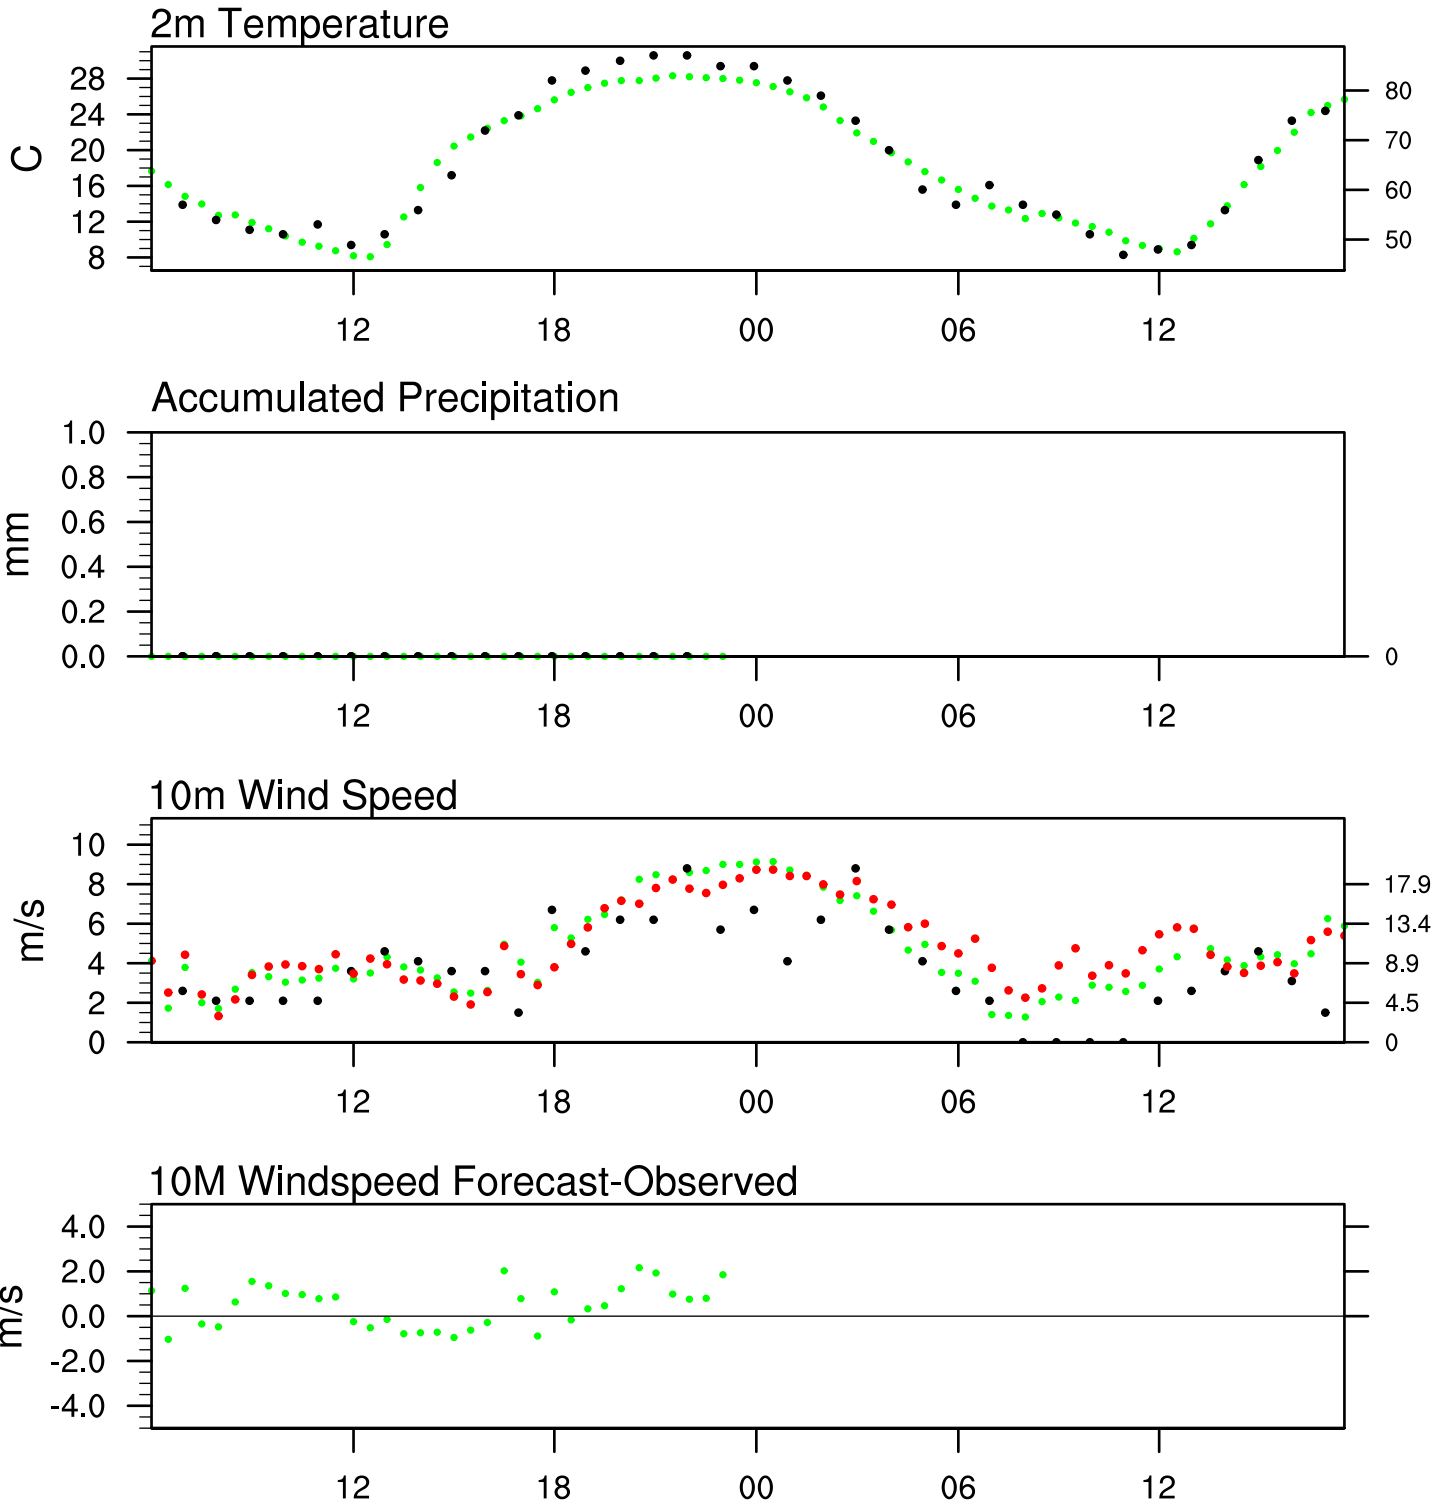 2m Temperature
C
28
24
20
16
12
8
80
70
60
50
12 18 00 06 12
Accumulated Precipitation
mm
1.0
0.8
0.6
0.4
0.2
0.0
0
12 18 00 06 12
10m Wind Speed
m/s
10
8
6
4
2
0
17.9
13.4
8.9
4.5
0
12 18 00 06 12
10M Windspeed Forecast-Observed
m/s
4.0
2.0
0.0
-2.0
-4.0
12 18 00 06 12